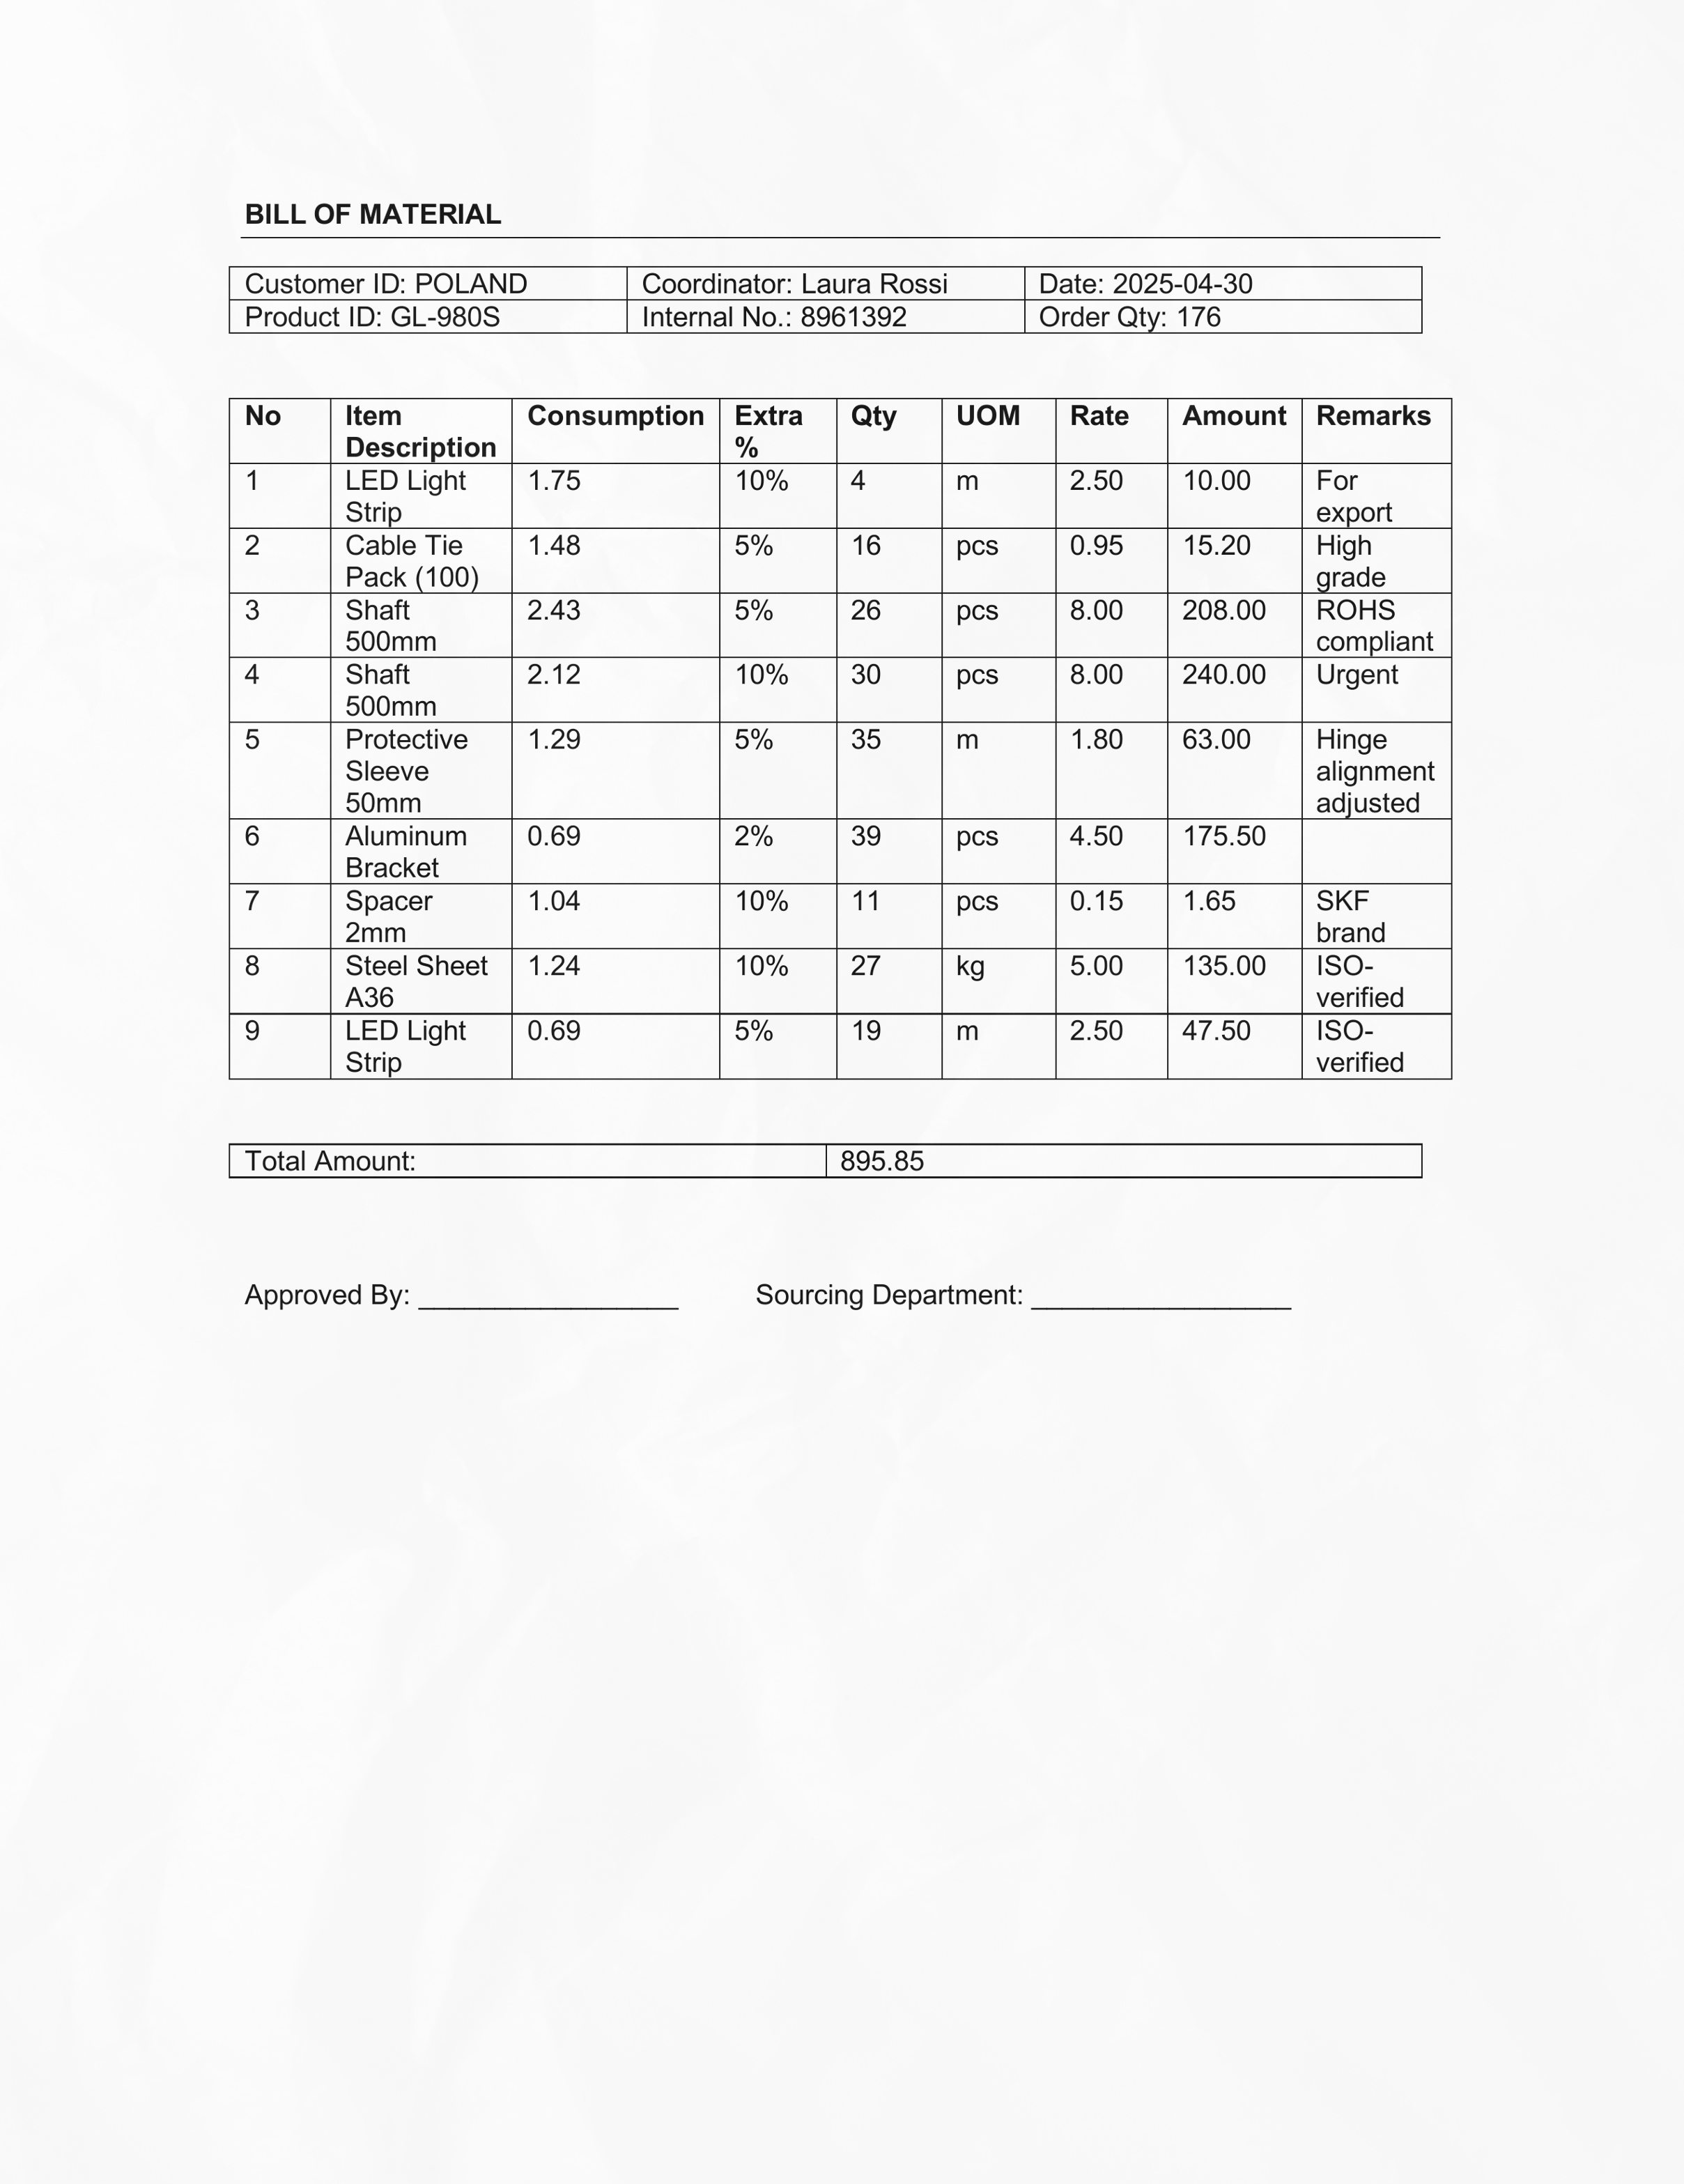 BILL OF MATERIAL
Customer ID: POLAND Coordinator: Laura Rossi Date: 2025-04-30
Product ID: GL-980S Internal No.: 8961392 Order Qty: 176
No Item Description Consumption Extra % Qty UOM Rate Amount Remarks
1 LED Light Strip 1.75 10% 4 m 2.50 10.00 For export
2 Cable Tie Pack (100) 1.48 5% 16 pcs 0.95 15.20 High grade
3 Shaft 500mm 2.43 5% 26 pcs 8.00 208.00 ROHS compliant
4 Shaft 500mm 2.12 10% 30 pcs 8.00 240.00 Urgent
5 Protective Sleeve 50mm 1.29 5% 35 m 1.80 63.00 Hinge alignment adjusted
6 Aluminum Bracket 0.69 2% 39 pcs 4.50 175.50
7 Spacer 2mm 1.04 10% 11 pcs 0.15 1.65 SKF brand
8 Steel Sheet A36 1.24 10% 27 kg 5.00 135.00 ISO-verified
9 LED Light Strip 0.69 5% 19 m 2.50 47.50 ISO-verified
Total Amount: 895.85
Approved By: _________________ Sourcing Department: _________________